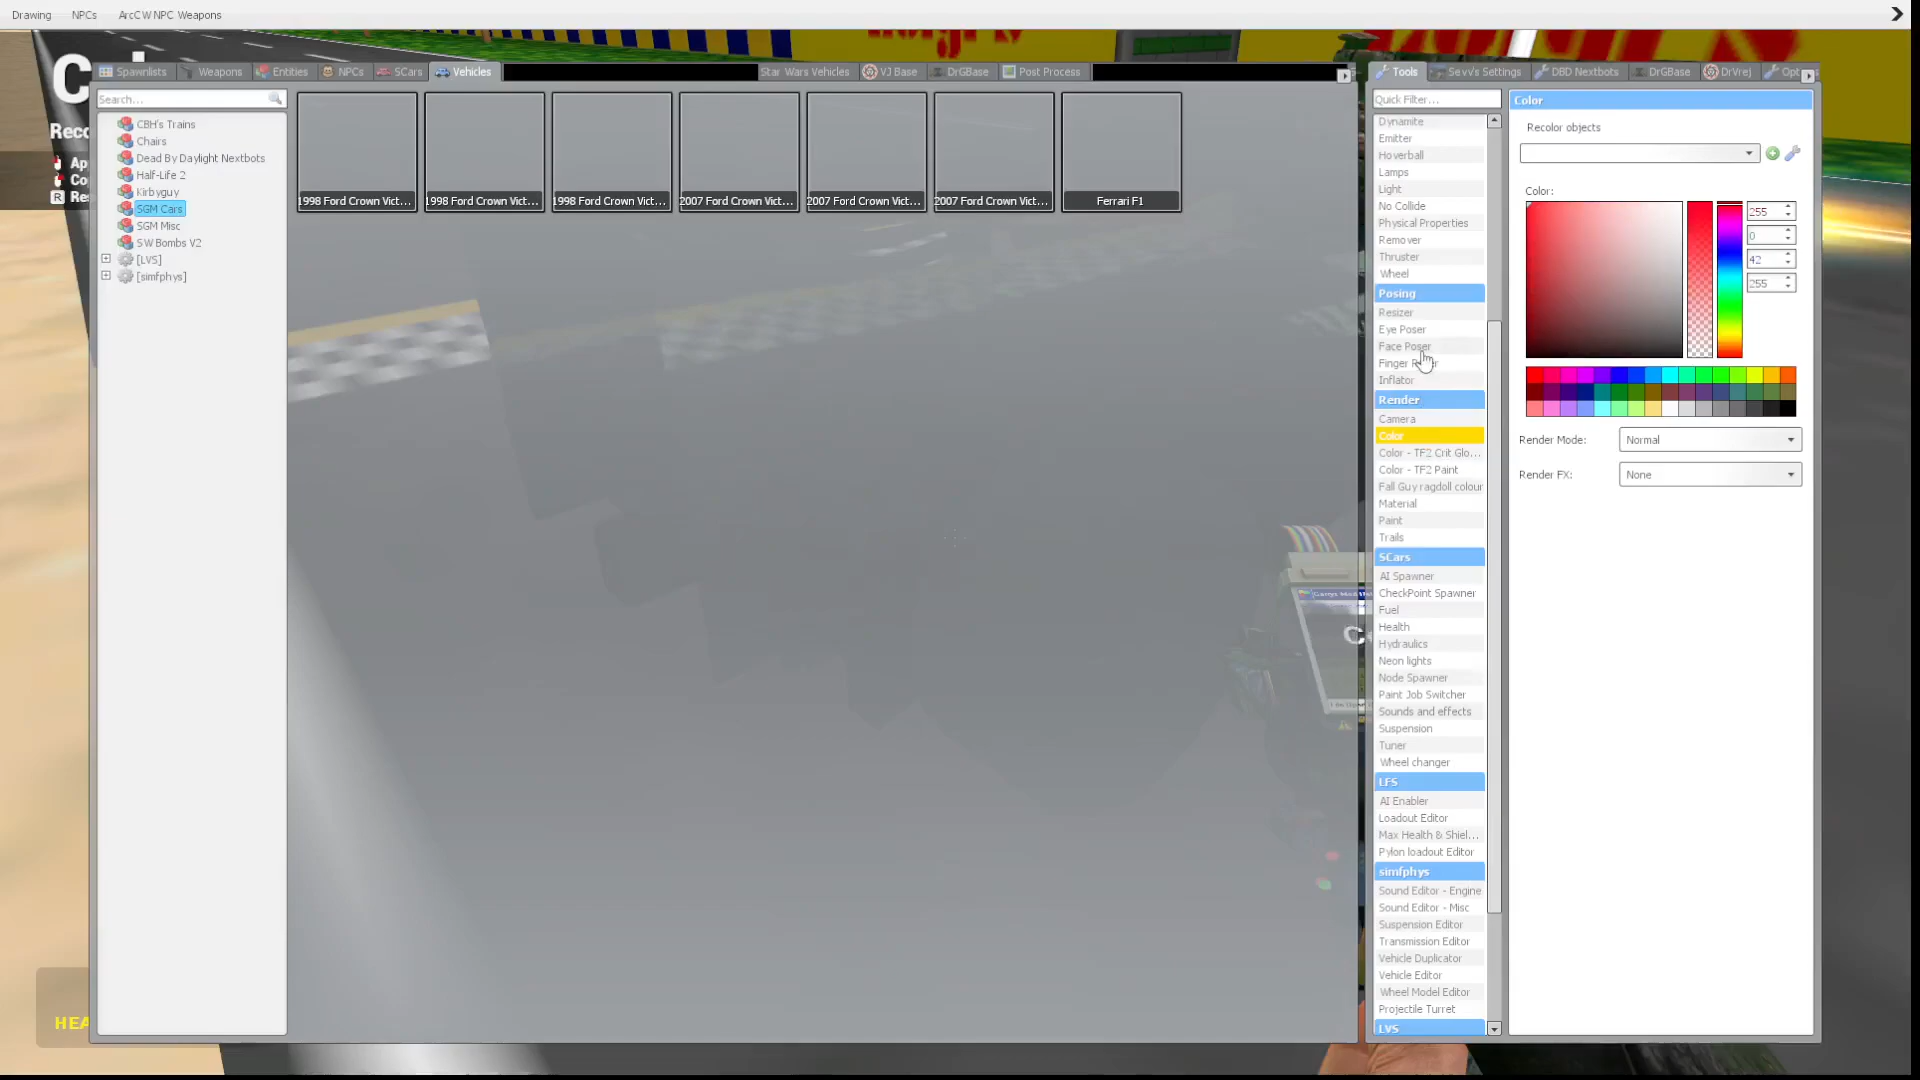 Drawing NPCs ArcCW NPC Weapons
Spawnlists Weapons Entities NPCs SCars Vehicles Star Wars Vehicles VJ Base DrGBase Post Process
Search...
CBH's Trains
Chairs
Dead By Daylight Nextbots
Half-Life 2
Kirbyguy
SGM Cars
SGM Misc
SW Bombs V2
[LVS]
[simfphys]
1998 Ford Crown Vict...
1998 Ford Crown Vict...
1998 Ford Crown Vict...
2007 Ford Crown Vict...
2007 Ford Crown Vict...
2007 Ford Crown Vict...
Ferrari F1
Tools Sevv's Settings DBD Nextbots DrGBase DrVrej Opt
Quick Filter...
Dynamite
Emitter
Hoverball
Lamps
Light
No Collide
Physical Properties
Remover
Thruster
Wheel
Posing
Resizer
Eye Poser
Face Poser
Finger
Inflator
Render
Camera
Color
Color - TF2 Crit Glo...
Color - TF2 Paint
Fall Guy ragdoll colour
Material
Paint
Trails
SCars
AI Spawner
CheckPoint Spawner
Fuel
Health
Hydraulics
Neon lights
Node Spawner
Paint Job Switcher
Sounds and effects
Suspension
Tuner
Wheel changer
LFS
AI Enabler
Loadout Editor
Max Health & Shiel...
Pylon loadout Editor
simfphys
Sound Editor - Engine
Sound Editor - Misc
Suspension Editor
Transmission Editor
Vehicle Duplicator
Vehicle Editor
Wheel Model Editor
Projectile Turret
LVS
Color
Recolor objects
Color:
255
0
42
255
Render Mode: Normal
Render FX: None
C
Reco
Ap
Co
R Re
HEA